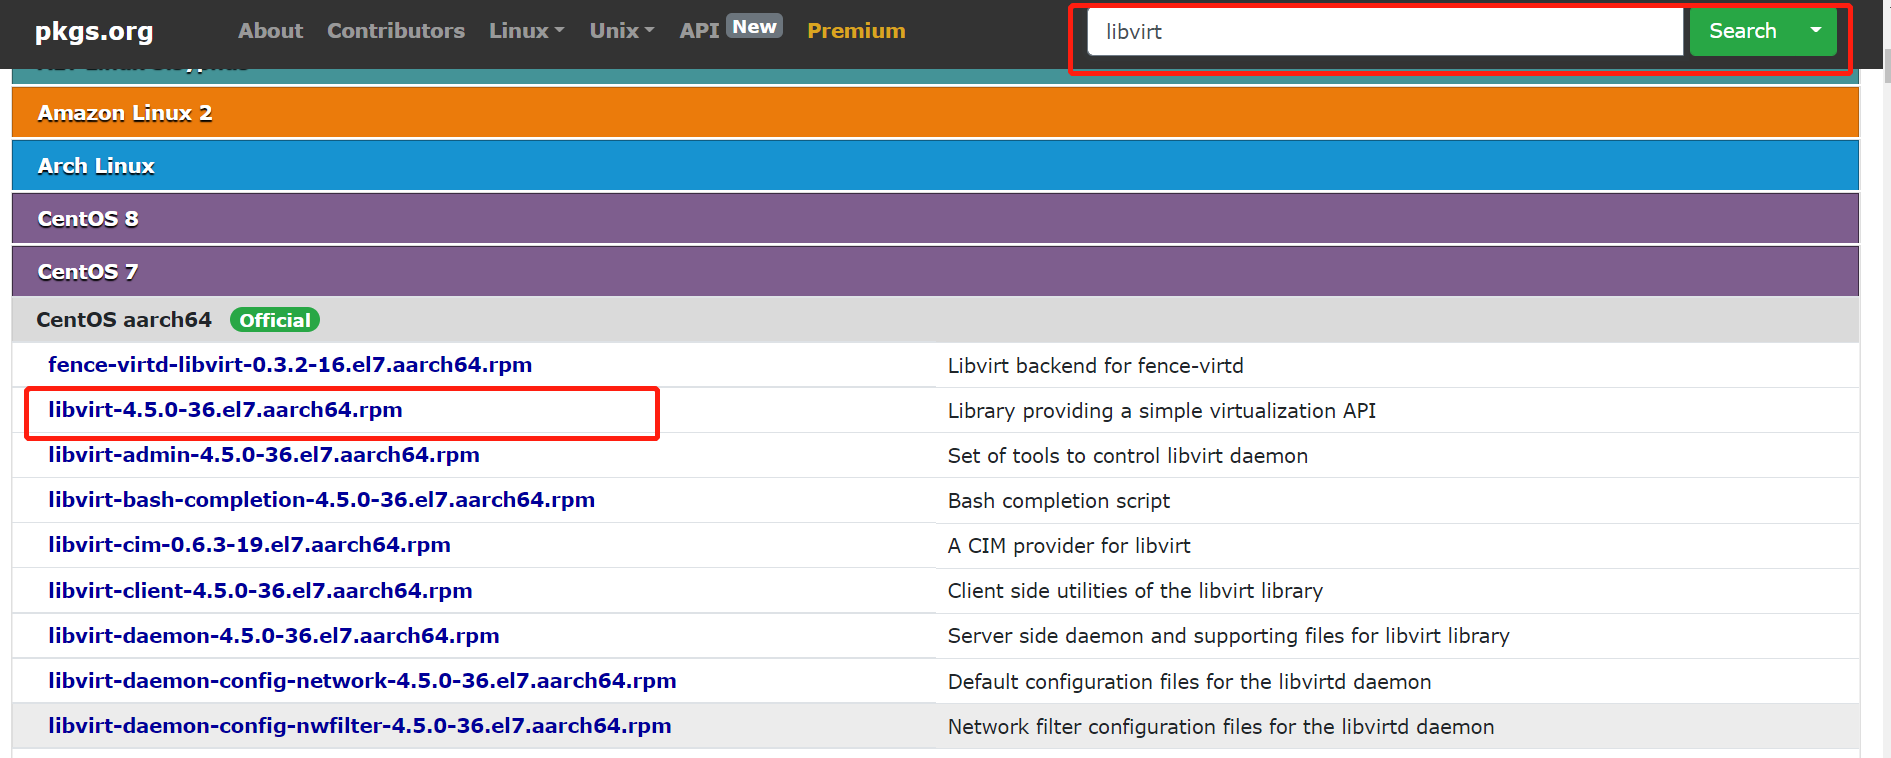 pkgs.org About Contributors Linux Unix API New Premium libvirt Search
Amazon Linux 2
Arch Linux
CentOS 8
CentOS 7
CentOS aarch64 Official
fence-virtd-libvirt-0.3.2-16.el7.aarch64.rpm Libvirt backend for fence-virtd
libvirt-4.5.0-36.el7.aarch64.rpm Library providing a simple virtualization API
libvirt-admin-4.5.0-36.el7.aarch64.rpm Set of tools to control libvirt daemon
libvirt-bash-completion-4.5.0-36.el7.aarch64.rpm Bash completion script
libvirt-cim-0.6.3-19.el7.aarch64.rpm A CIM provider for libvirt
libvirt-client-4.5.0-36.el7.aarch64.rpm Client side utilities of the libvirt library
libvirt-daemon-4.5.0-36.el7.aarch64.rpm Server side daemon and supporting files for libvirt library
libvirt-daemon-config-network-4.5.0-36.el7.aarch64.rpm Default configuration files for the libvirtd daemon
libvirt-daemon-config-nwfilter-4.5.0-36.el7.aarch64.rpm Network filter configuration files for the libvirtd daemon